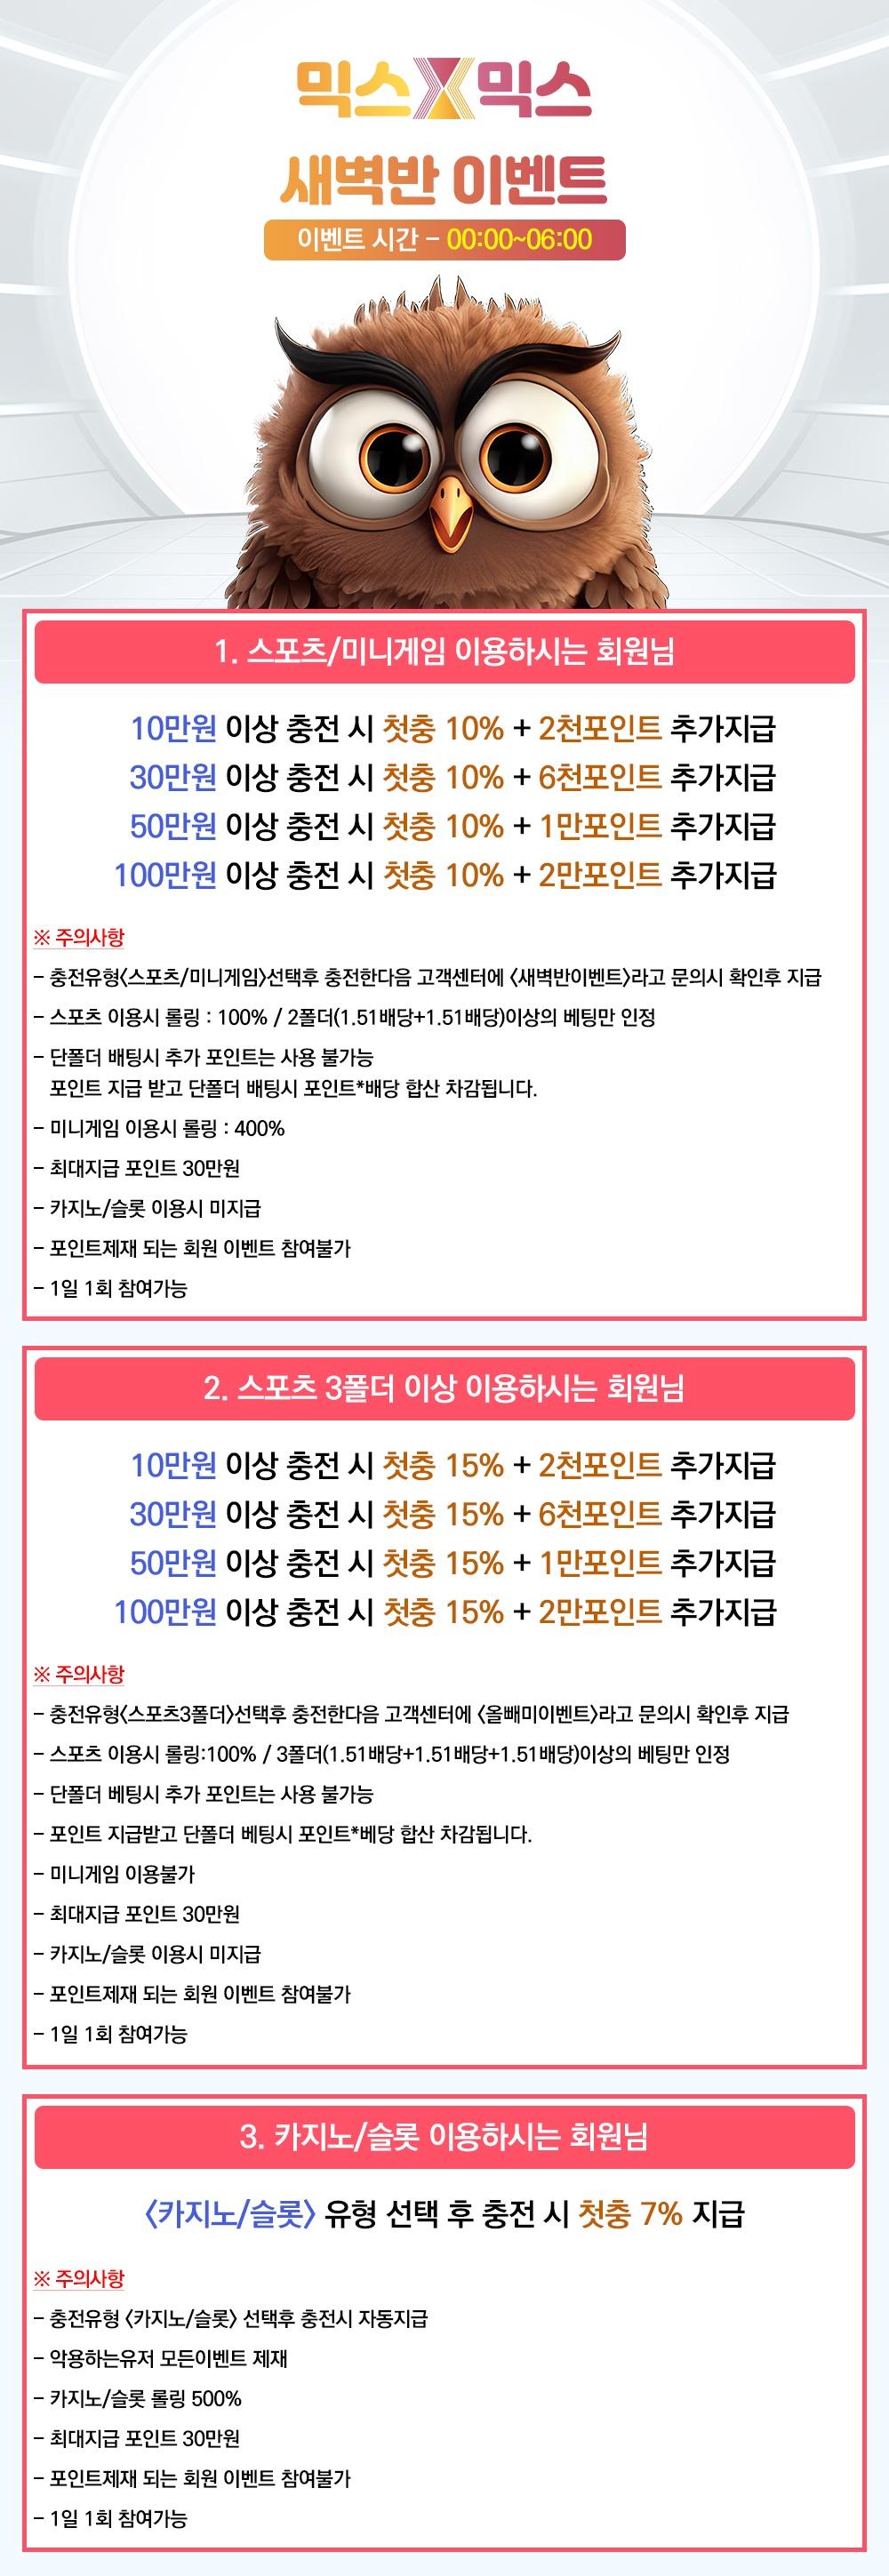 믹스 믹스
새벽반 이벤트
이벤트 시간 - 00:00~06:00
1. 스포츠/미니게임 이용하시는 회원님
10만원 이상 충전 시 첫충 10% + 2천포인트 추가지급
30만원 이상 충전 시 첫충 10% + 6천포인트 추가지급
50만원 이상 충전 시 첫충 10% + 1만포인트 추가지급
100만원 이상 충전 시 첫충 10% + 2만포인트 추가지급
※ 주의사항
- 충전유형<스포츠/미니게임>선택후 충전한다음 고객센터에 <새벽반이벤트>라고 문의시 확인후 지급
- 스포츠 이용시 롤링 : 100% / 2폴더(1.51배당+1.51배당)이상의 베팅만 인정
- 단폴더 배팅시 추가 포인트는 사용 불가능
포인트 지급 받고 단폴더 배팅시 포인트*배당 합산 차감됩니다.
- 미니게임 이용시 롤링 : 400%
- 최대지급 포인트 30만원
- 카지노/슬롯 이용시 미지급
- 포인트제재 되는 회원 이벤트 참여불가
- 1일 1회 참여가능
2. 스포츠 3폴더 이상 이용하시는 회원님
10만원 이상 충전 시 첫충 15% + 2천포인트 추가지급
30만원 이상 충전 시 첫충 15% + 6천포인트 추가지급
50만원 이상 충전 시 첫충 15% + 1만포인트 추가지급
100만원 이상 충전 시 첫충 15% + 2만포인트 추가지급
※ 주의사항
- 충전유형<스포츠3폴더>선택후 충전한다음 고객센터에 <올빼미이벤트>라고 문의시 확인후 지급
- 스포츠 이용시 롤링:100% / 3폴더(1.51배당+1.51배당+1.51배당)이상의 베팅만 인정
- 단폴더 베팅시 추가 포인트는 사용 불가능
- 포인트 지급받고 단폴더 베팅시 포인트*베당 합산 차감됩니다.
- 미니게임 이용불가
- 최대지급 포인트 30만원
- 카지노/슬롯 이용시 미지급
- 포인트제재 되는 회원 이벤트 참여불가
- 1일 1회 참여가능
3. 카지노/슬롯 이용하시는 회원님
<카지노/슬롯> 유형 선택 후 충전 시 첫충 7% 지급
※ 주의사항
- 충전유형 <카지노/슬롯> 선택후 충전시 자동지급
- 악용하는유저 모든이벤트 제재
- 카지노/슬롯 롤링 500%
- 최대지급 포인트 30만원
- 포인트제재 되는 회원 이벤트 참여불가
- 1일 1회 참여가능